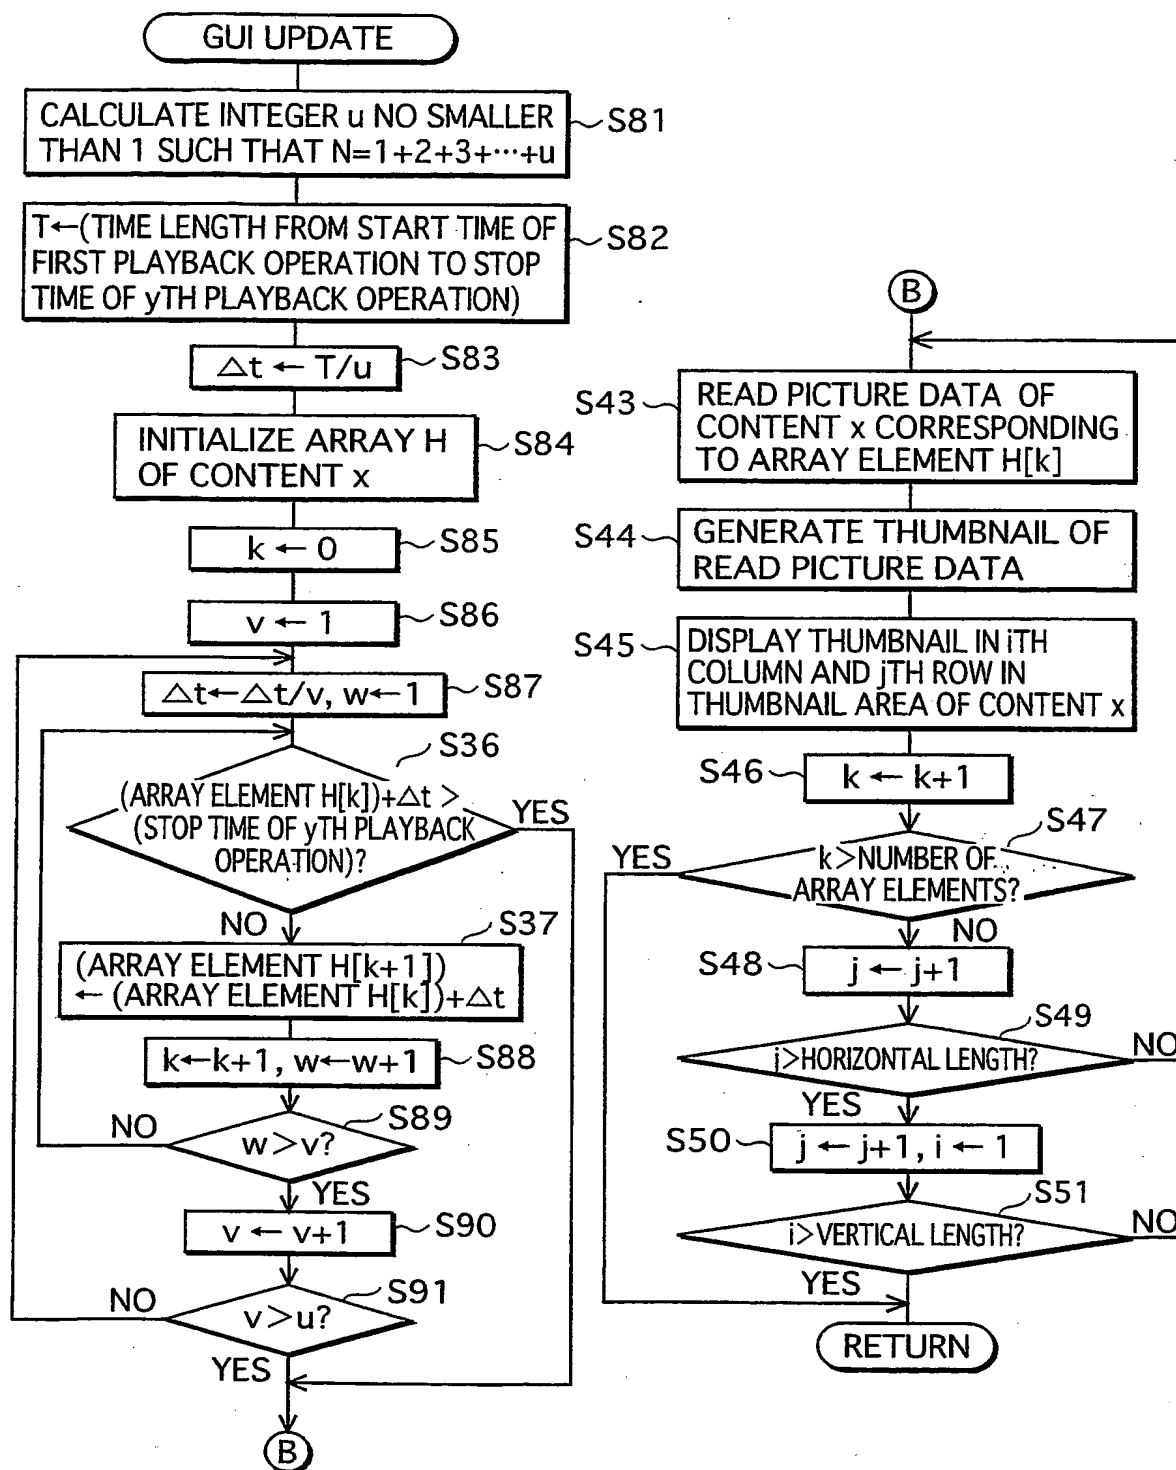 GUI UPDATE
CALCULATE INTEGER u NO SMALLER
THAN 1 SUCH THAT N=1+2+3+···+u
S81
T←(TIME LENGTH FROM START TIME OF
FIRST PLAYBACK OPERATION TO STOP
TIME OF yTH PLAYBACK OPERATION)
S82
△t ← T/u
S83
INITIALIZE ARRAY H
OF CONTENT x
S84
k ← 0
S85
v ← 1
S86
△t←△t/v, w←1
S87
S36
(ARRAY ELEMENT H[k])+△t >
(STOP TIME OF yTH PLAYBACK
OPERATION)?
YES
NO
S37
(ARRAY ELEMENT H[k+1])
← (ARRAY ELEMENT H[k])+△t
k←k+1, w←w+1
S88
S89
w>v?
NO
YES
v ← v+1
S90
S91
v>u?
NO
YES
B
B
S43
READ PICTURE DATA OF
CONTENT x CORRESPONDING
TO ARRAY ELEMENT H[k]
S44
GENERATE THUMBNAIL OF
READ PICTURE DATA
S45
DISPLAY THUMBNAIL IN iTH
COLUMN AND jTH ROW IN
THUMBNAIL AREA OF CONTENT x
S46
k ← k+1
S47
YES
k>NUMBER OF
ARRAY ELEMENTS?
NO
S48
j ← j+1
S49
j>HORIZONTAL LENGTH?
NO
YES
S50
j ← j+1, i ← 1
S51
i>VERTICAL LENGTH?
NO
YES
RETURN